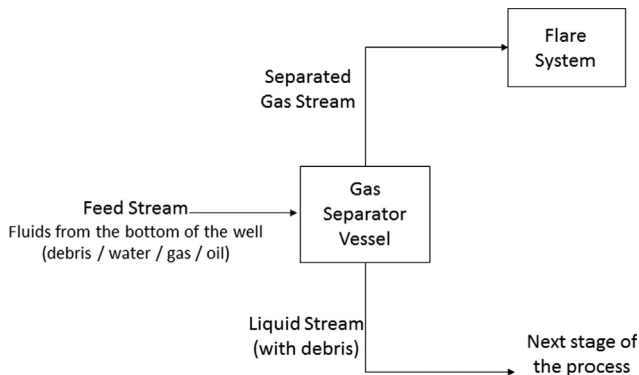 Flare
System
Separated
Gas Stream
Gas
Separator
Vessel
Feed Stream
Fluids from the bottom of the well
(debris / water / gas / oil)
Liquid Stream
(with debris)
Next stage of
the process